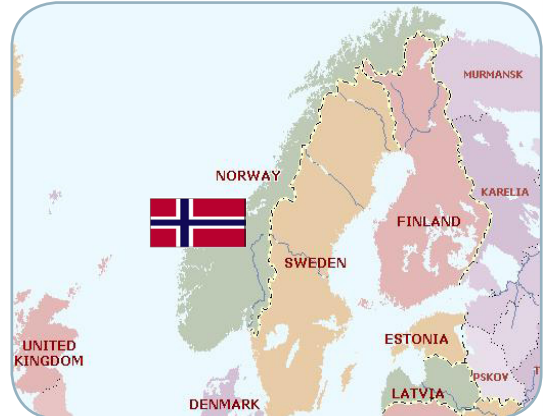 MURMANSK
NORWAY
KARELIA
FINLAND
SWEDEN
UNITED
KINGDOM
ESTONIA
PSKOV
T
LATVIA
DENMARK